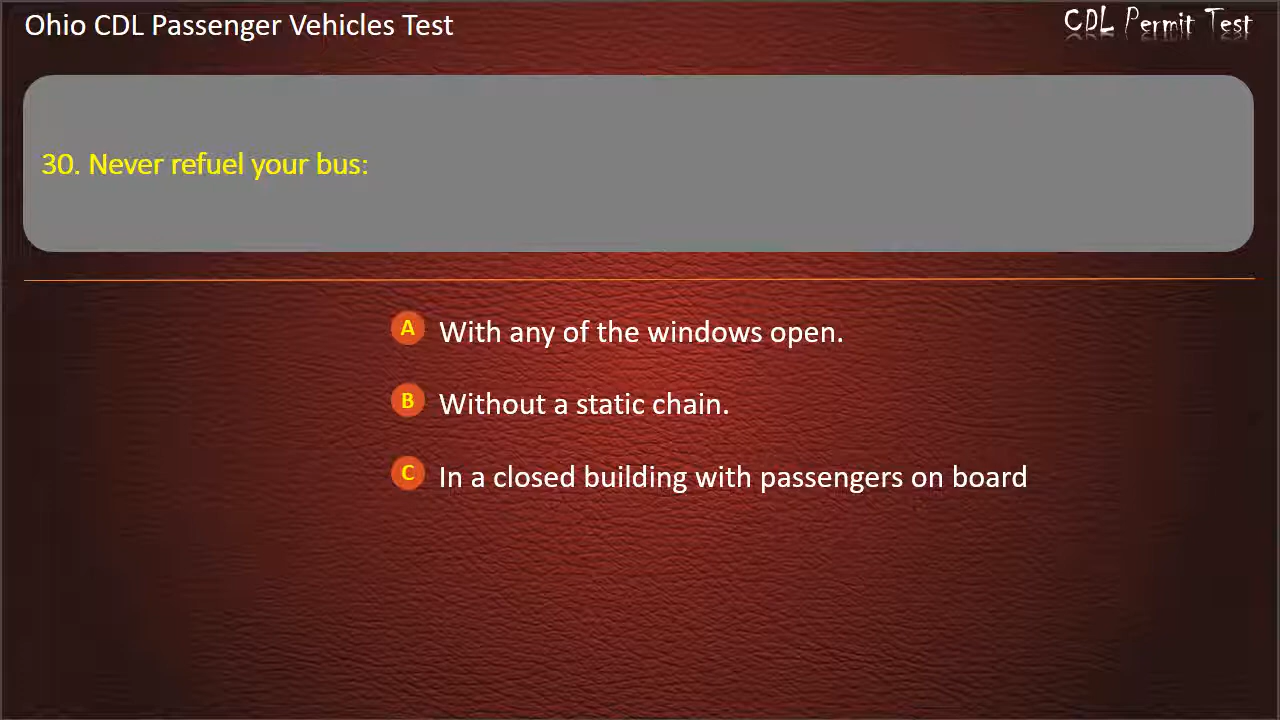 Ohio CDL Passenger Vehicles Test
CDL Permit Test
30. Never refuel your bus:
A With any of the windows open.
B Without a static chain.
C In a closed building with passengers on board